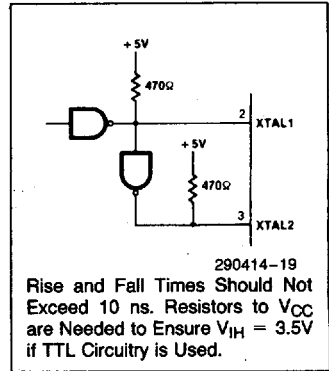 +5V
470Ω
2
XTAL1
+5V
470Ω
3
XTAL2
290414–19
Rise and Fall Times Should Not
Exceed 10 ns. Resistors to VCC
are Needed to Ensure VIH = 3.5V
if TTL Circuitry is Used.